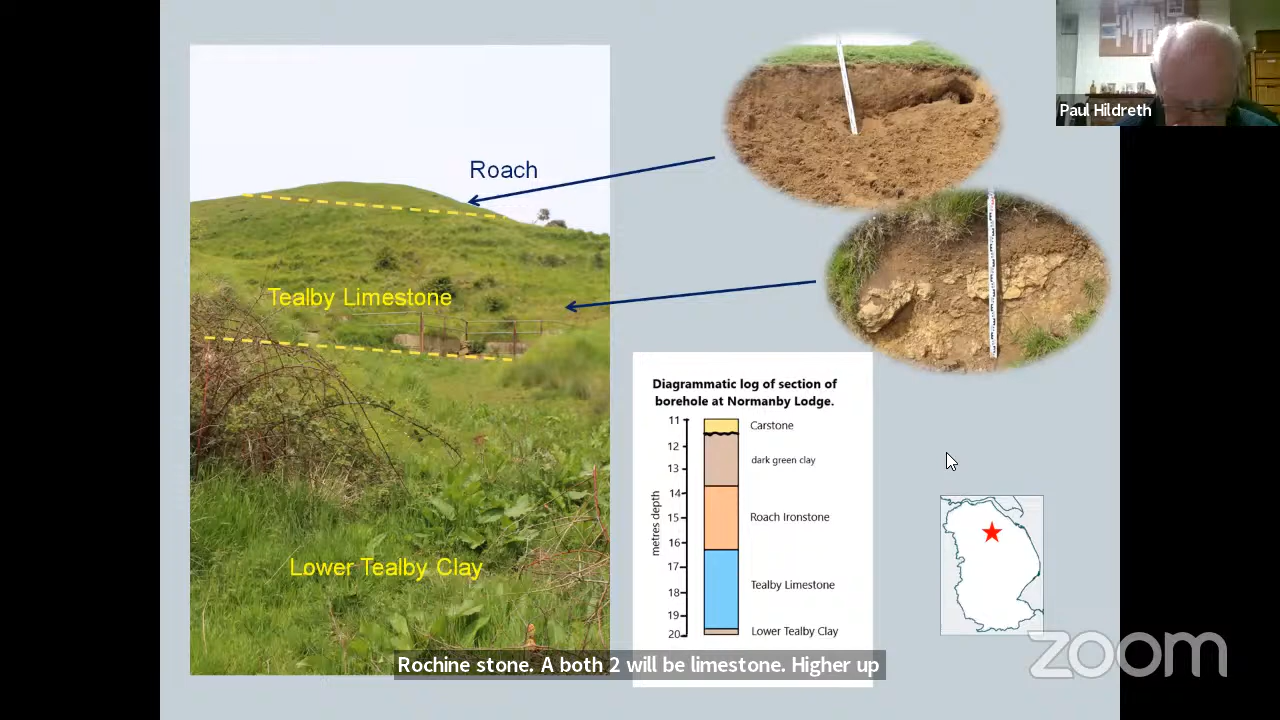 Paul Hildreth
Roach
Tealby Limestone
Lower Tealby Clay
Diagrammatic log of section of
borehole at Normanby Lodge.
metres depth
11
12
13
14
15
16
17
18
19
20
Carstone
dark green clay
Roach Ironstone
Tealby Limestone
Lower Tealby Clay
Rochine stone. A both 2 will be limestone. Higher up
zoom